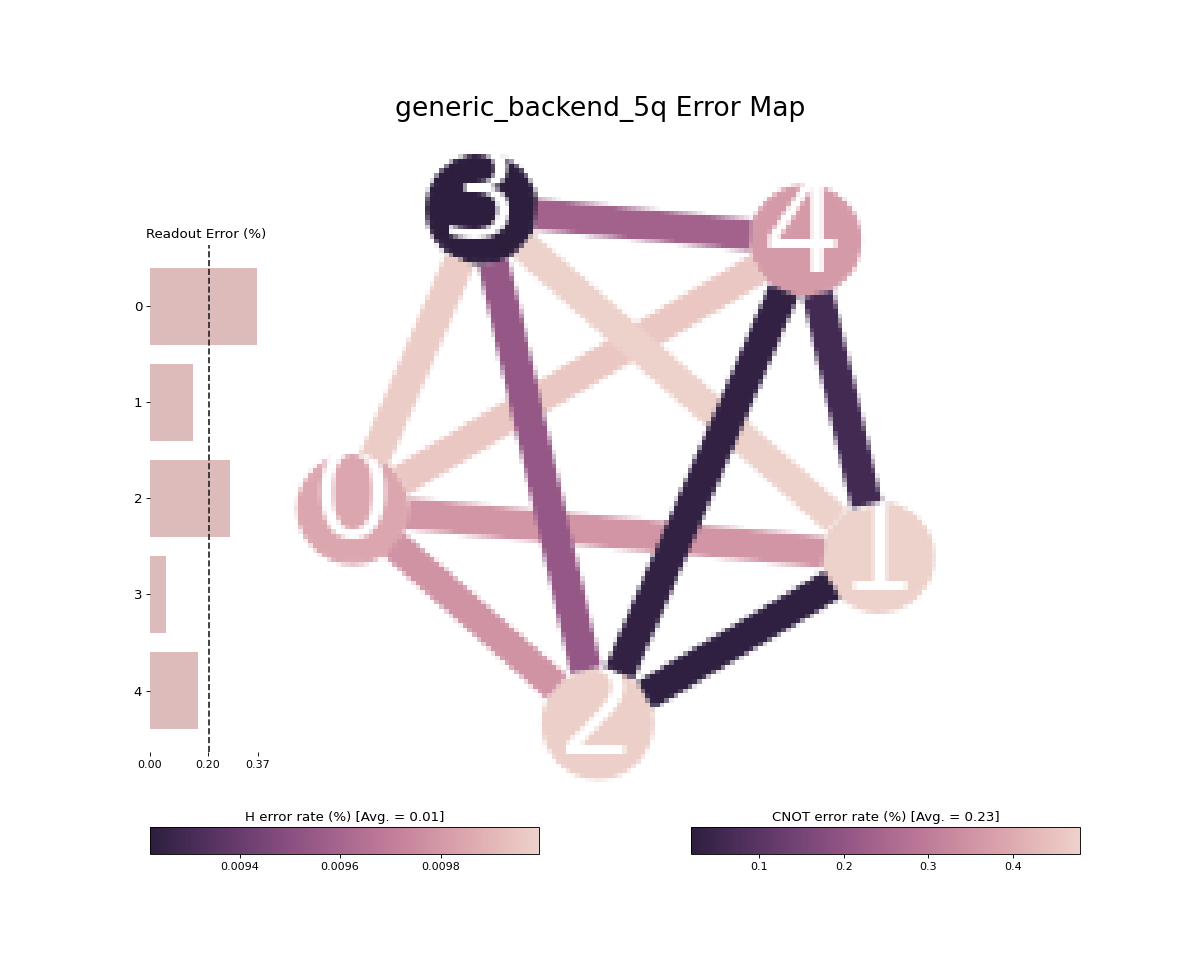 generic_backend_5q Error Map
3
4
Readout Error (%)
0
1
2
3
4
0
1
2
0.00 0.20 0.37
H error rate (%) [Avg. = 0.01]
CNOT error rate (%) [Avg. = 0.23]
0.0094 0.0096 0.0098
0.1 0.2 0.3 0.4